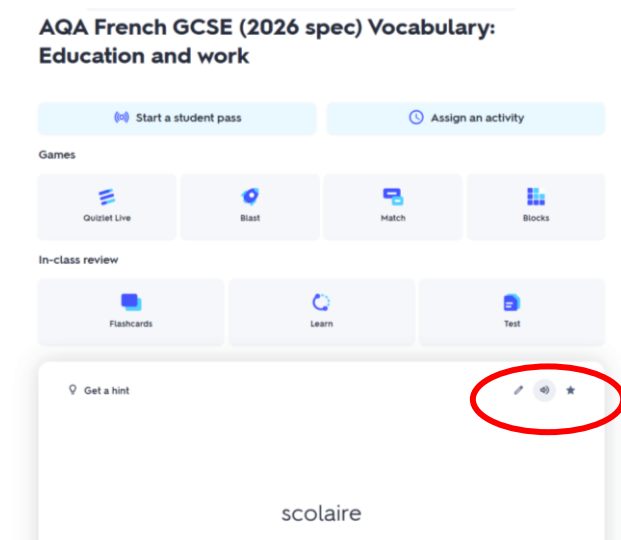 AQA French GCSE (2026 spec) Vocabulary:
Education and work
Start a student pass
Assign an activity
Games
Quizlet Live
Blast
Match
Blocks
In-class review
Flashcards
Learn
Test
Get a hint
scolaire